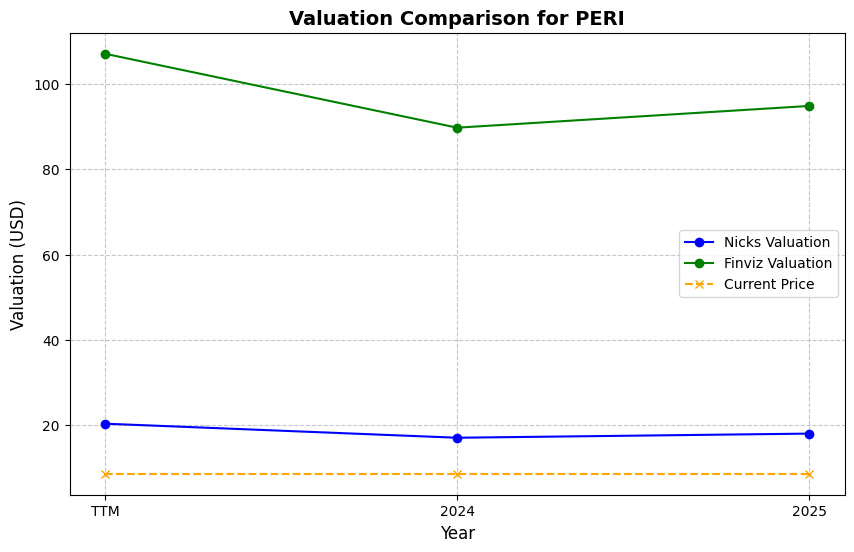 Valuation Comparison for PERI
Valuation (USD)
100
80
60
40
20
Nicks Valuation
Finviz Valuation
Current Price
TTM 2024 2025
Year